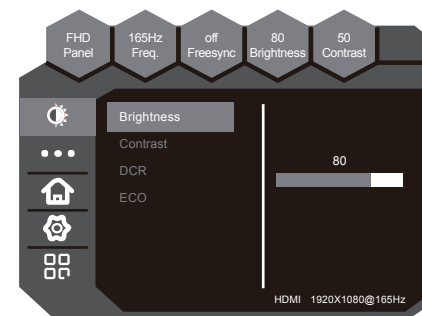 FHD
Panel
165Hz
Freq.
off
Freesync
80
Brightness
50
Contrast
Brightness
Contrast
DCR
ECO
80
HDMI 1920X1080@165Hz